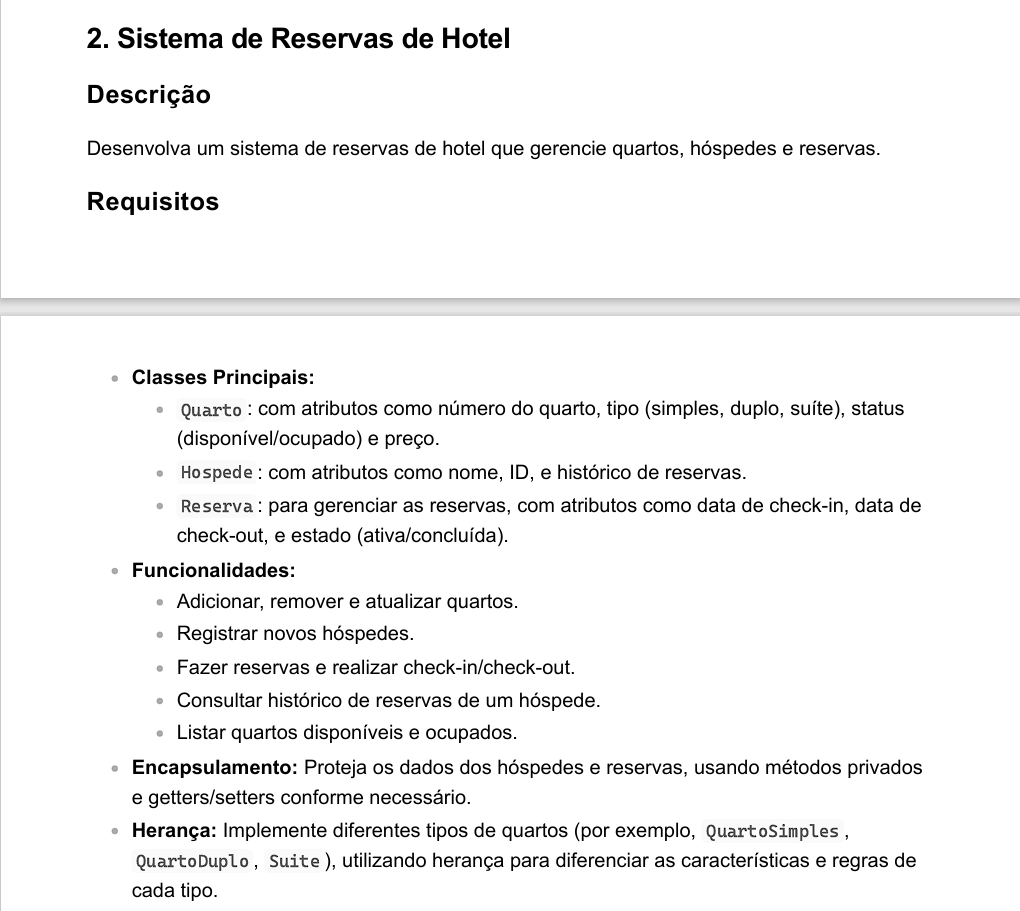 2. Sistema de Reservas de Hotel
Descrição
Desenvolva um sistema de reservas de hotel que gerencie quartos, hóspedes e reservas.
Requisitos
Classes Principais:
Quarto: com atributos como número do quarto, tipo (simples, duplo, suíte), status
(disponível/ocupado) e preço.
Hospede: com atributos como nome, ID, e histórico de reservas.
Reserva: para gerenciar as reservas, com atributos como data de check-in, data de
check-out, e estado (ativa/concluída).
Funcionalidades:
Adicionar, remover e atualizar quartos.
Registrar novos hóspedes.
Fazer reservas e realizar check-in/check-out.
Consultar histórico de reservas de um hóspede.
Listar quartos disponíveis e ocupados.
Encapsulamento: Proteja os dados dos hóspedes e reservas, usando métodos privados
e getters/setters conforme necessário.
Herança: Implemente diferentes tipos de quartos (por exemplo, QuartoSimples,
QuartoDuplo, Suite), utilizando herança para diferenciar as características e regras de
cada tipo.